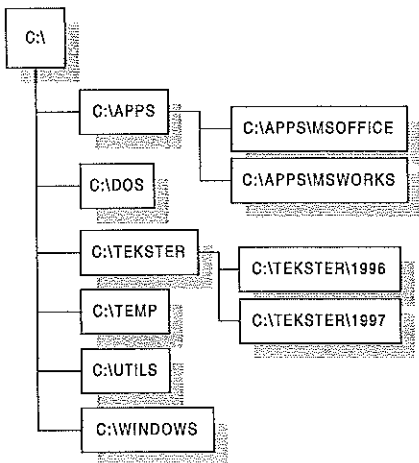 C:\
C:\APPS
C:\APPS\MSOFFICE
C:\APPS\MSWORKS
C:\DOS
C:\TEKSTER
C:\TEKSTER\1996
C:\TEKSTER\1997
C:\TEMP
C:\UTILS
C:\WINDOWS